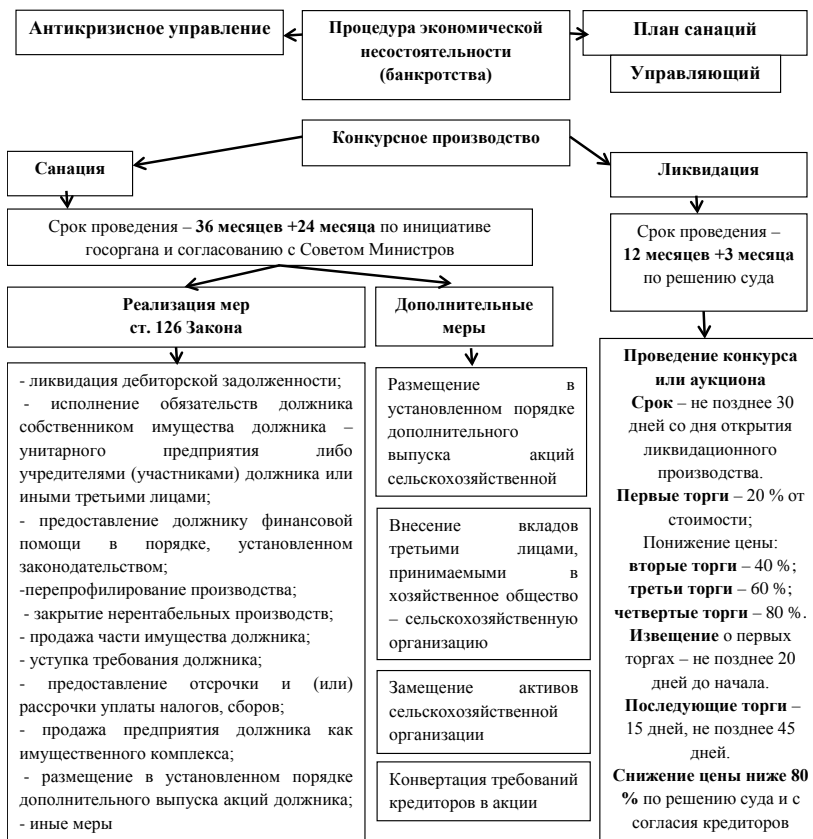 Антикризисное управление
Процедура экономической
несостоятельности
(банкротства)
План санаций
Управляющий
Конкурсное производство
Санация
Ликвидация
Срок проведения – 36 месяцев +24 месяца по инициативе
госоргана и согласованию с Советом Министров
Срок проведения –
12 месяцев +3 месяца
по решению суда
Реализация мер
ст. 126 Закона
Дополнительные
меры
- ликвидация дебиторской задолженности;
- исполнение обязательств должника
собственником имущества должника –
унитарного предприятия либо
учредителями (участниками) должника или
иными третьими лицами;
- предоставление должнику финансовой
помощи в порядке, установленном
законодательством;
-перепрофилирование производства;
- закрытие нерентабельных производств;
- продажа части имущества должника;
- уступка требования должника;
- предоставление отсрочки и (или)
рассрочки уплаты налогов, сборов;
- продажа предприятия должника как
имущественного комплекса;
- размещение в установленном порядке
дополнительного выпуска акций должника;
- иные меры
Размещение в
установленном порядке
дополнительного
выпуска акций
сельскохозяйственной
Внесение вкладов
третьими лицами,
принимаемыми в
хозяйственное общество
– сельскохозяйственную
организацию
Замещение активов
сельскохозяйственной
организации
Конвертация требований
кредиторов в акции
Проведение конкурса
или аукциона
Срок – не позднее 30
дней со дня открытия
ликвидационного
производства.
Первые торги – 20 % от
стоимости;
Понижение цены:
вторые торги – 40 %;
третьи торги – 60 %;
четвертые торги – 80 %.
Извещение о первых
торгах – не позднее 20
дней до начала.
Последующие торги –
15 дней, не позднее 45
дней.
Снижение цены ниже 80
% по решению суда и с
согласия кредиторов